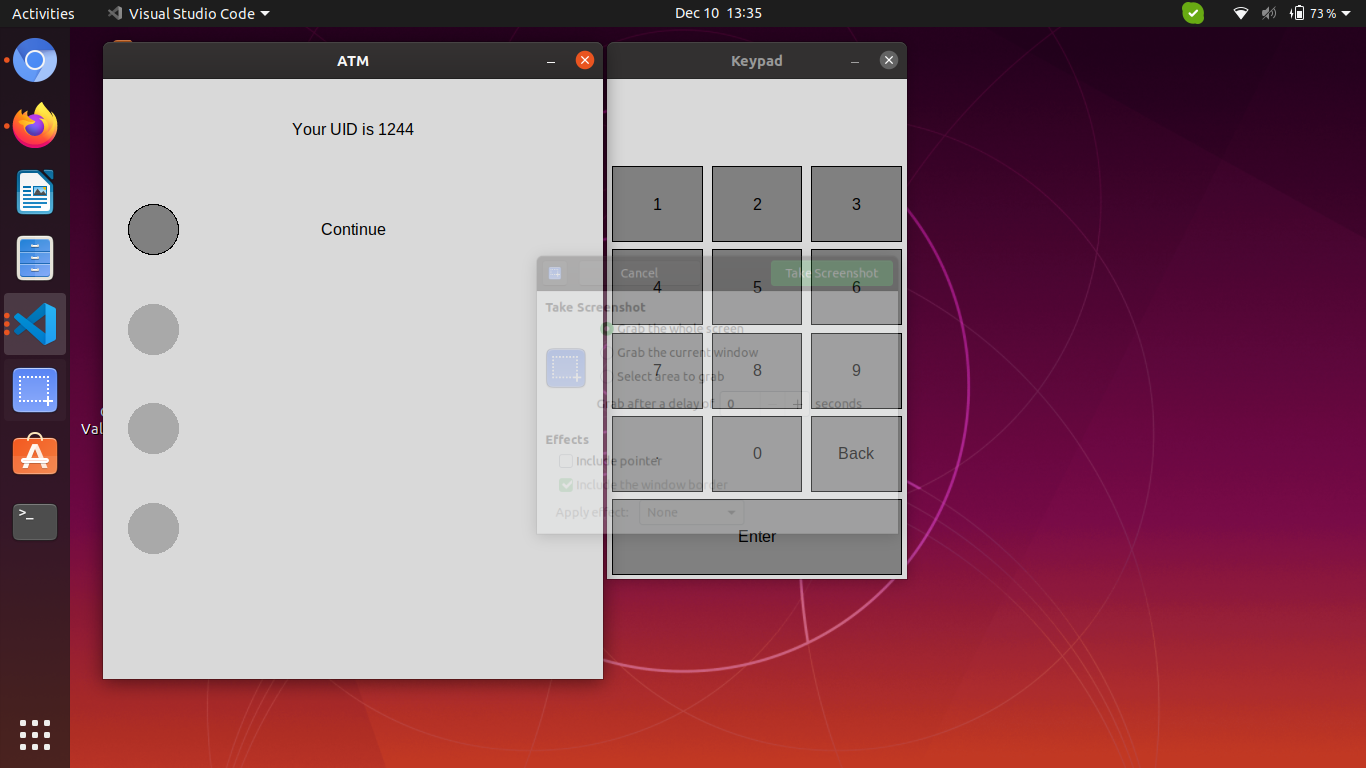 Activities
Visual Studio Code
Dec 10 13:35
73 %
ATM
Your UID is 1244
Continue
Keypad
1 2 3
4 5 6
7 8 9
. 0 Back
Enter
Cancel
Take Screenshot
Take Screenshot
Grab the whole screen
Grab the current window
Select area to grab
Grab after a delay of 0 - + seconds
Effects
Include pointer
Include the window border
Apply effect: None
Val
>_